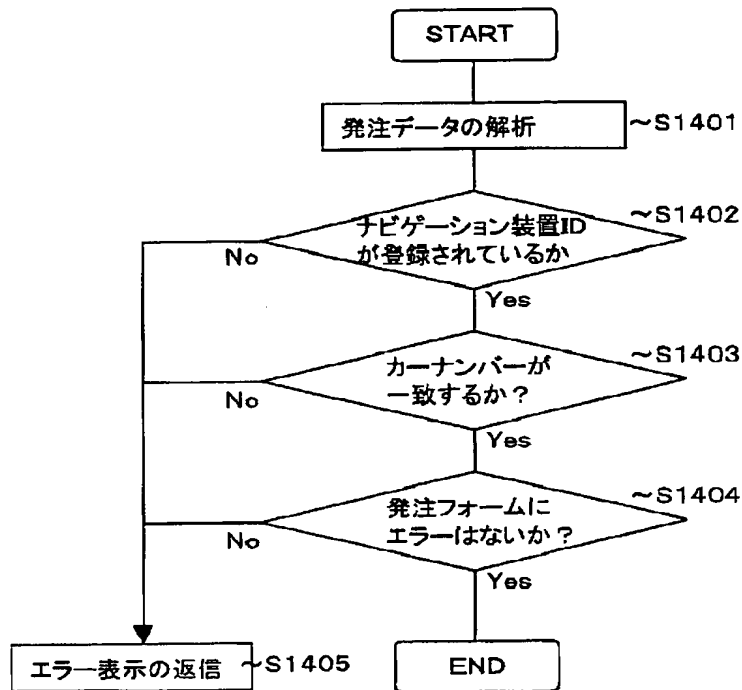 START
発注データの解析
~S1401
ナビゲーション装置ID
が登録されているか
~S1402
No
Yes
カーナンバーが
一致するか?
~S1403
No
Yes
発注フォームに
エラーはないか?
~S1404
No
Yes
エラー表示の返信
~S1405
END